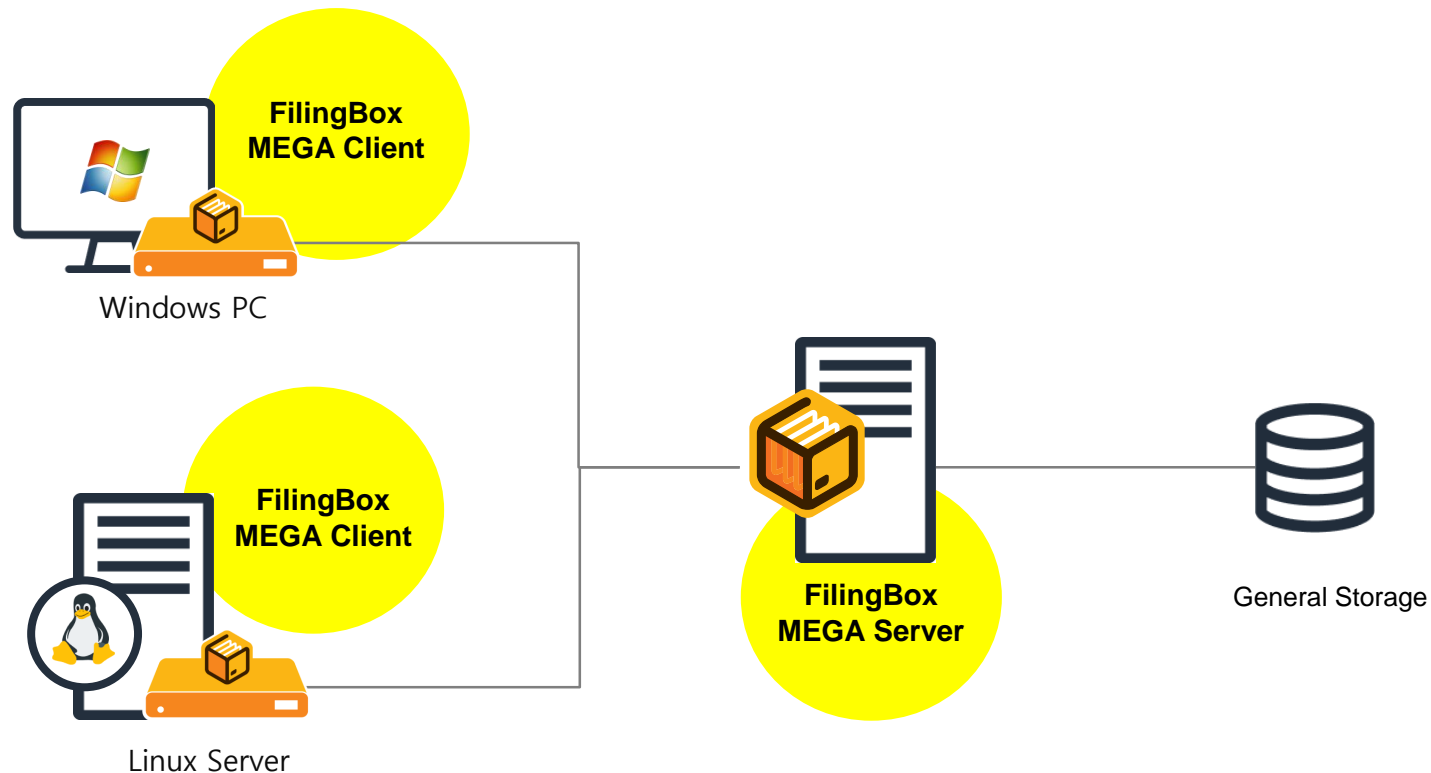 FilingBox
MEGA Client
Windows PC
FilingBox
MEGA Client
Linux Server
FilingBox
MEGA Server
General Storage